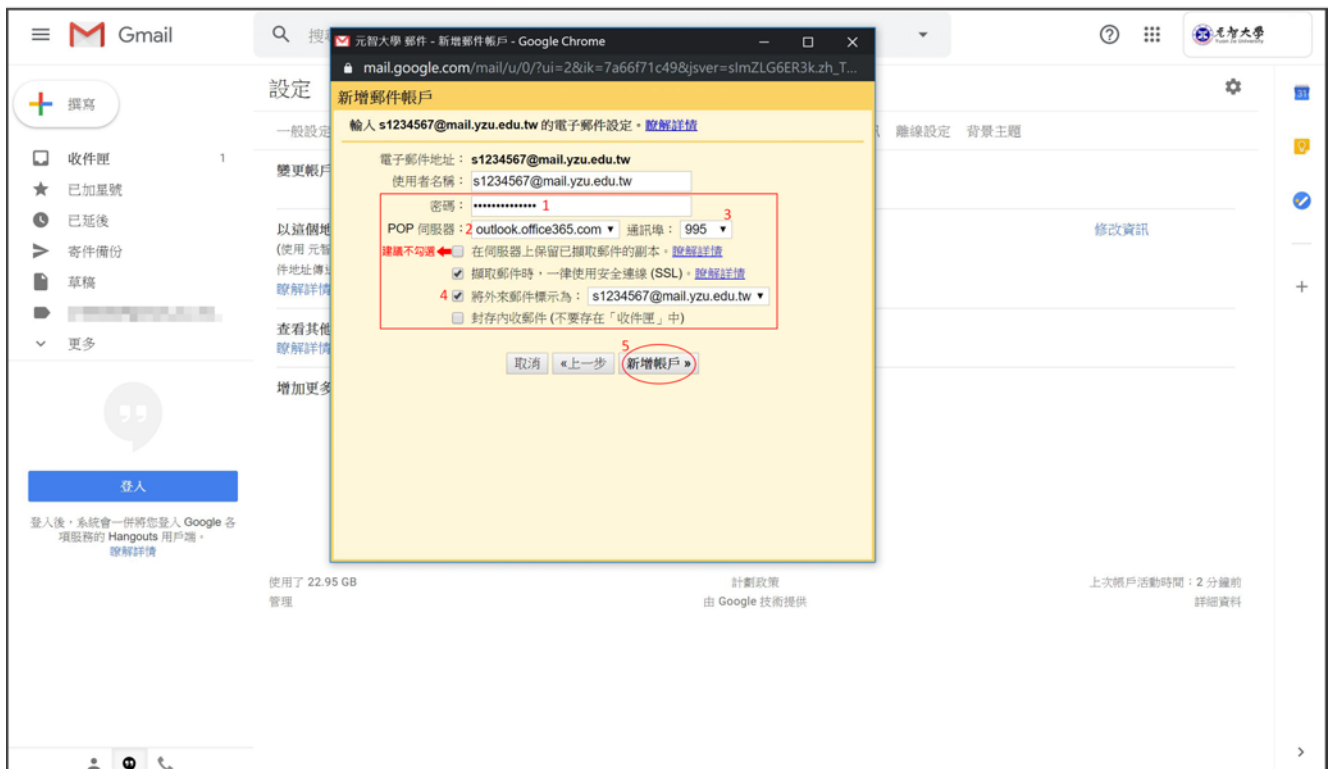 Gmail
搜
元智大學
Yuan Ze University
撰寫
收件匣 1
已加星號
已延後
寄件備份
草稿
更多
登入
登入後，系統會一併將您登入 Google 各
項服務的 Hangouts 用戶端。
瞭解詳情
設定
一般設定
離線設定 背景主題
變更帳戶
以這個地
(使用 元智
件地址傳送
瞭解詳情
修改資訊
查看其他
瞭解詳情
增加更多
元智大學 郵件 - 新增郵件帳戶 - Google Chrome
mail.google.com/mail/u/0/?ui=2&ik=7a66f71c49&jsver=slmZLG6ER3k.zh_T...
新增郵件帳戶
輸入 s1234567@mail.yzu.edu.tw 的電子郵件設定。瞭解詳情
電子郵件地址： s1234567@mail.yzu.edu.tw
使用者名稱： s1234567@mail.yzu.edu.tw
密碼： •••••••••••••• 1
POP 伺服器： 2 outlook.office365.com 通訊埠： 995 3
建議不勾選 在伺服器上保留已擷取郵件的副本。瞭解詳情
擷取郵件時，一律使用安全連線 (SSL)。瞭解詳情
4 將外來郵件標示為： s1234567@mail.yzu.edu.tw
封存內收郵件 (不要存在「收件匣」中)
5
取消 «上一步 新增帳戶 »
使用了 22.95 GB
管理
計劃政策
由 Google 技術提供
上次帳戶活動時間：2 分鐘前
詳細資料
31